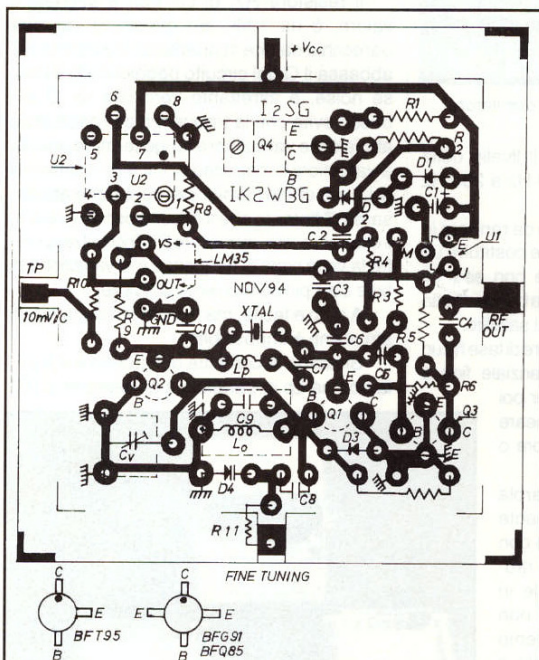 +Vcc
6 8 I2SG R1
5 7 E R
U2 Q4 C 2
U2 B D1
3 IK2WBG D C1
4 2 1 R8 2 E U1
C2 M
VS LM35 R4 U
TP R10 OUT C3 R3
10mV/°C R NOV94 RF
9 GND C10 XTAL C6 R5 C4 OUT
E Lp C7 E C5
B Q2 C B Q1 C R6 Q3
C9 E
Cv Lo D3 B C
E
D4 C8
R11
FINE TUNING
C C
E E E
B BFT95 B BFG91
BFQ85